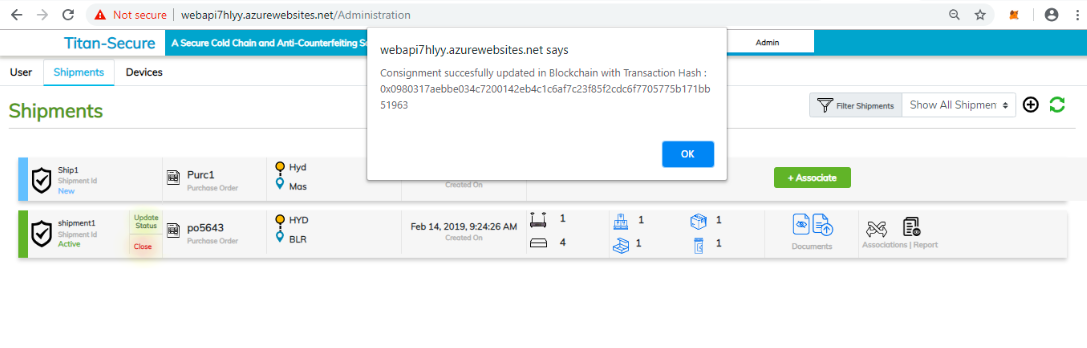 Not secure | webapi7hlyy.azurewebsites.net/Administration
Titan-Secure
A Secure Cold Chain and Anti-Counterfeiting
Admin
webapi7hlyy.azurewebsites.net says
Consignment succesfully updated in Blockchain with Transaction Hash :
0x0980317aebbe034c7200142eb4c1c6af7c23f85f2cdc6f7705775b171bb
51963
OK
User Shipments Devices
Shipments
Filter Shipments Show All Shipmen
Ship1
Shipment Id
New
Purc1
Purchase Order
Hyd
Mas
Created On
+ Associate
shipment1
Shipment Id
Active
Update
Status
Close
po5643
Purchase Order
HYD
BLR
Feb 14, 2019, 9:24:26 AM
Created On
1
4
1
1
1
1
Documents
Associations | Report